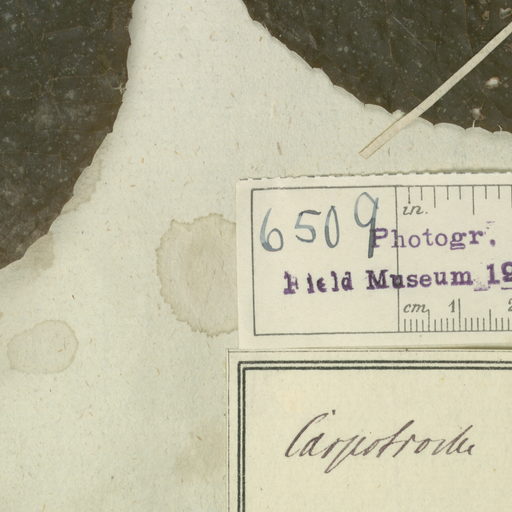 6509
in.
Photogr.
Field Museum 19
cm 1 2
Carpotroche